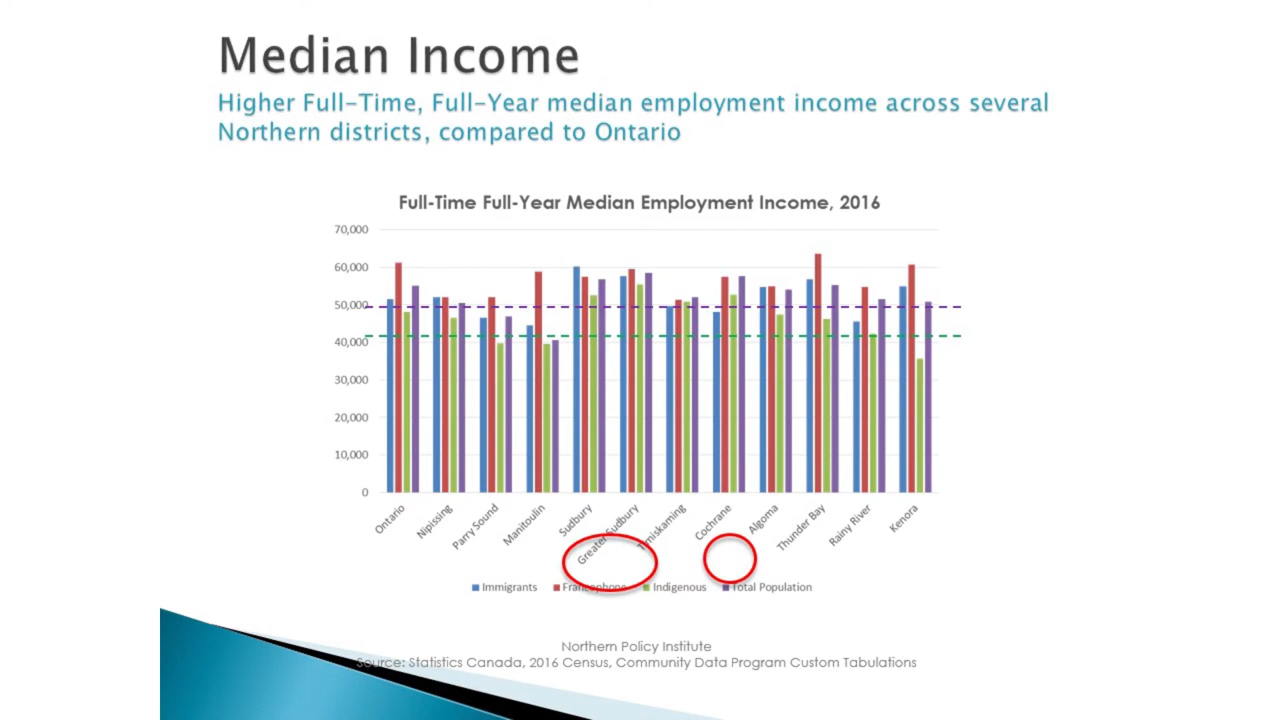 Median Income
Higher Full-Time, Full-Year median employment income across several
Northern districts, compared to Ontario
Full-Time Full-Year Median Employment Income, 2016
70,000
60,000
50,000
40,000
30,000
20,000
10,000
0
Ontario
Nipissing
Parry Sound
Manitoulin
Sudbury
Greater Sudbury
Timiskaming
Cochrane
Algoma
Thunder Bay
Rainy River
Kenora
Immigrants Francophone Indigenous Total Population
Northern Policy Institute
Source: Statistics Canada, 2016 Census, Community Data Program Custom Tabulations